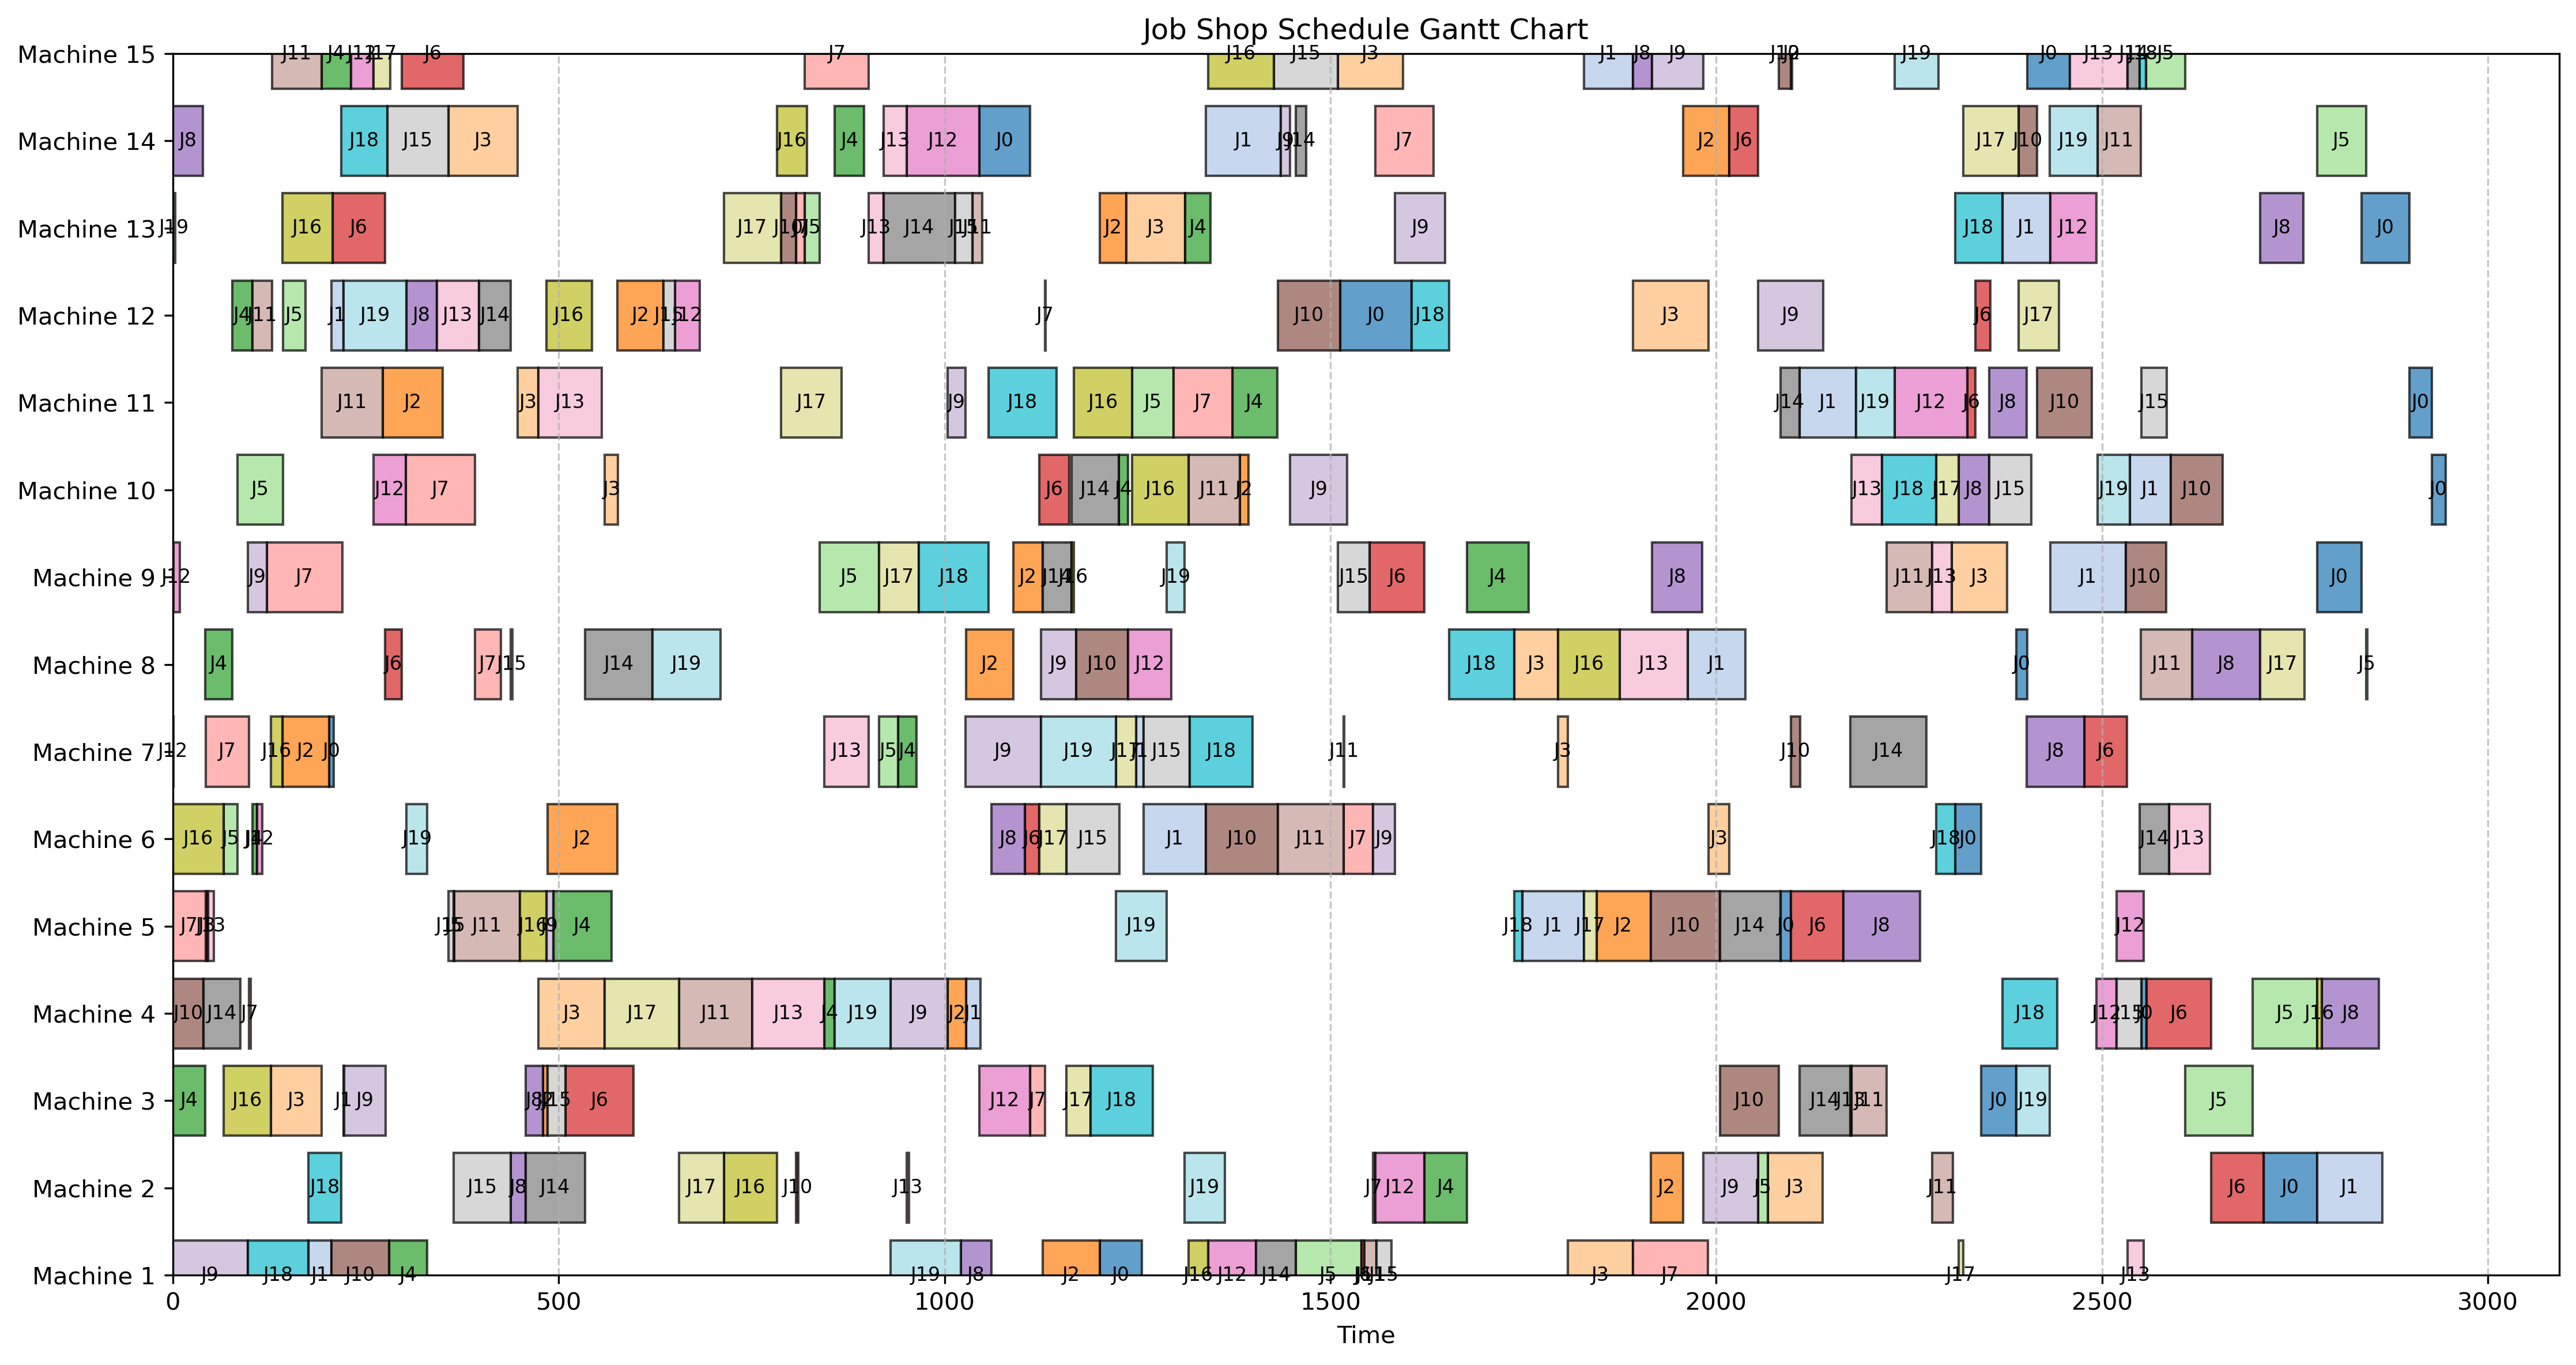 Job Shop Schedule Gantt Chart
Machine 15 J11 J4 J12 J17 J6 J7 J16 J15 J3 J1 J8 J9 J10 J2 J19 J0 J13 J14 J18 J5
Machine 14 J8 J18 J15 J3 J16 J4 J13 J12 J0 J1 J9 J14 J7 J2 J6 J17 J10 J19 J11 J5
Machine 13 J19 J16 J6 J17 J10 J7 J5 J13 J14 J15 J11 J2 J3 J4 J9 J18 J1 J12 J8 J0
Machine 12 J4 J11 J5 J1 J19 J8 J13 J14 J16 J2 J15 J12 J7 J10 J0 J18 J3 J9 J6 J17
Machine 11 J11 J2 J3 J13 J17 J9 J18 J16 J5 J7 J4 J14 J1 J19 J12 J6 J8 J10 J15 J0
Machine 10 J5 J12 J7 J3 J6 J14 J4 J16 J11 J2 J9 J13 J18 J17 J8 J15 J19 J1 J10 J0
Machine 9 J12 J9 J7 J5 J17 J18 J2 J14 J16 J19 J15 J6 J4 J8 J11 J13 J3 J1 J10 J0
Machine 8 J4 J6 J7 J15 J14 J19 J2 J9 J10 J12 J18 J3 J16 J13 J1 J0 J11 J8 J17 J5
Machine 7 J12 J7 J16 J2 J0 J13 J5 J4 J9 J19 J17 J1 J15 J18 J11 J3 J10 J14 J8 J6
Machine 6 J16 J5 J4 J12 J19 J2 J8 J6 J17 J15 J1 J10 J11 J7 J9 J3 J18 J0 J14 J13
Machine 5 J7 J3 J13 J15 J11 J16 J9 J4 J19 J18 J1 J17 J2 J10 J14 J0 J6 J8 J12
Machine 4 J10 J14 J7 J3 J17 J11 J13 J4 J19 J9 J2 J1 J18 J12 J15 J0 J6 J5 J16 J8
Machine 3 J4 J16 J3 J1 J9 J8 J2 J15 J6 J12 J7 J17 J18 J10 J14 J13 J11 J0 J19 J5
Machine 2 J18 J15 J8 J14 J17 J16 J10 J13 J19 J7 J12 J4 J2 J9 J5 J3 J11 J6 J0 J1
Machine 1 J9 J18 J1 J10 J4 J19 J8 J2 J0 J16 J12 J14 J5 J6 J11 J15 J3 J7 J17 J13
0 500 1000 1500 2000 2500 3000
Time